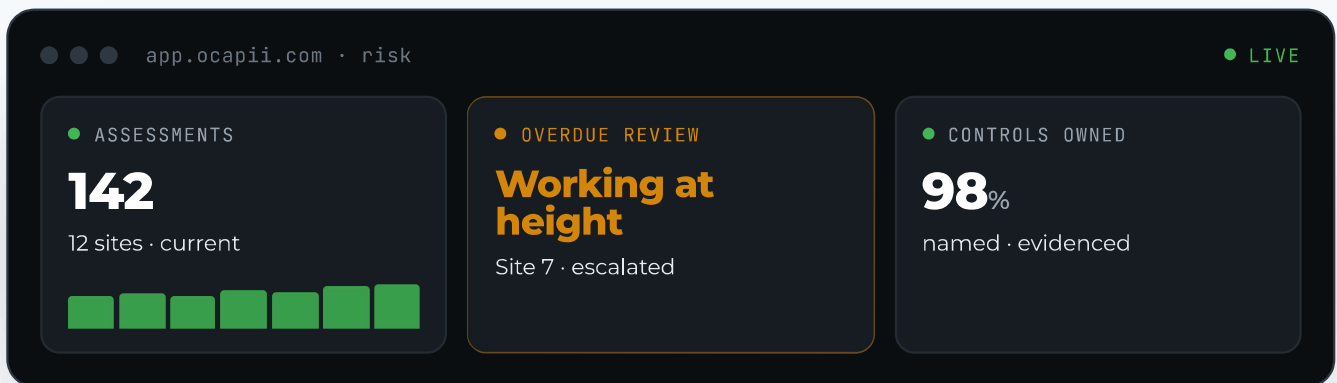 app.ocapii.com · risk
LIVE
ASSESSMENTS
142
12 sites · current
OVERDUE REVIEW
Working at
height
Site 7 · escalated
CONTROLS OWNED
98%
named · evidenced